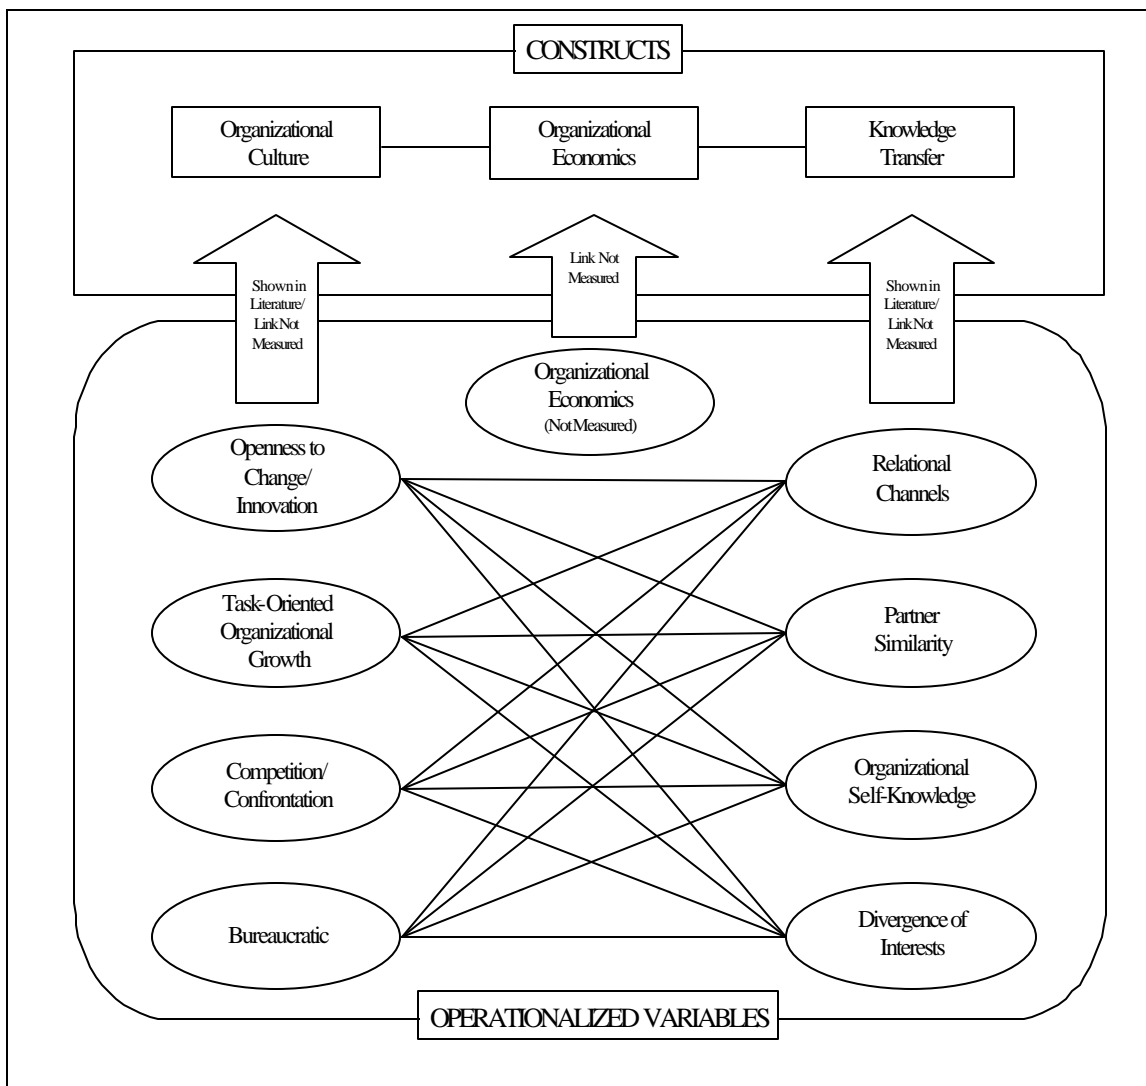 CONSTRUCTS
Organizational
Culture
Organizational
Economics
Knowledge
Transfer
Shown in
Literature/
Link Not
Measured
Link Not
Measured
Shown in
Literature/
Link Not
Measured
Organizational
Economics
(Not Measured)
Openness to
Change/
Innovation
Relational
Channels
Task-Oriented
Organizational
Growth
Partner
Similarity
Competition/
Confrontation
Organizational
Self-Knowledge
Bureaucratic
Divergence of
Interests
OPERATIONALIZED VARIABLES